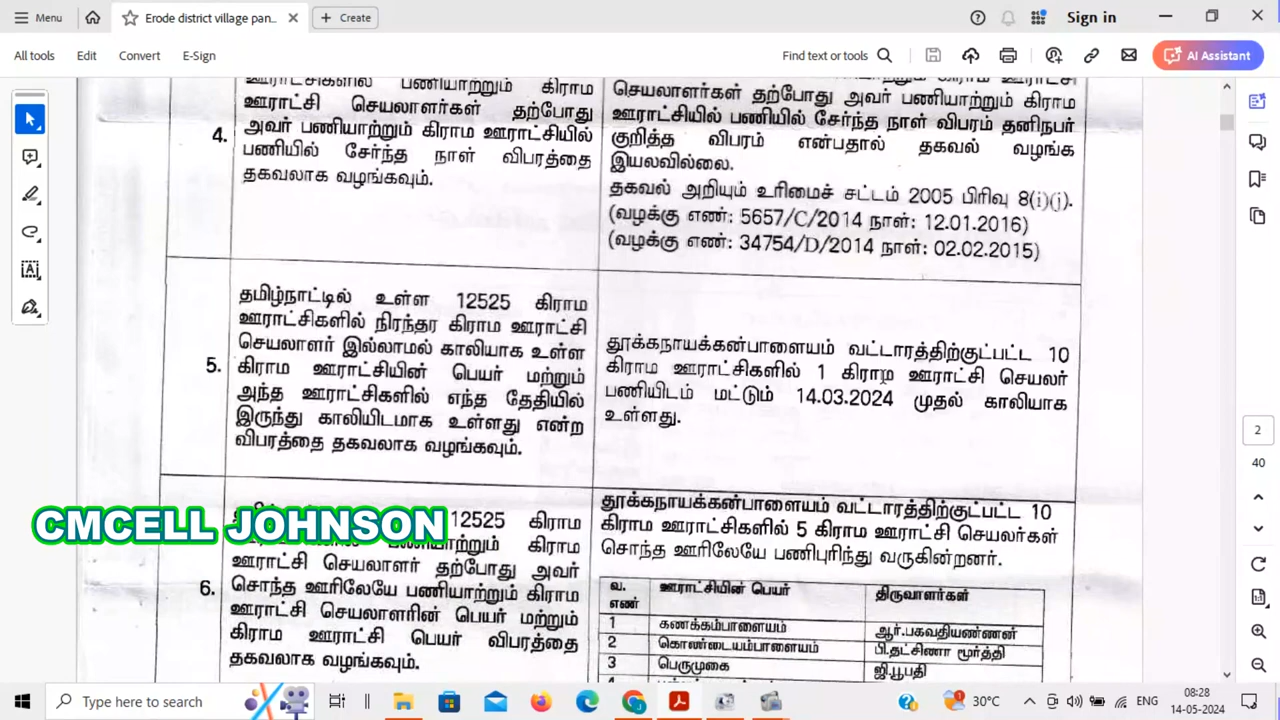 Menu
Erode district village pan...
Create
Sign in
All tools
Edit
Convert
E-Sign
Find text or tools
AI Assistant
ஊராட்சிகளில் பணியாற்றும் கிராம
ஊராட்சி செயலாளர்கள் தற்போது
4. அவர் பணியாற்றும் கிராம ஊராட்சியில்
பணியில் சேர்ந்த நாள் விபரத்தை
தகவலாக வழங்கவும்.
செயலாளர்கள் தற்போது அவர் பணியாற்றும் கிராம
ஊராட்சியில் பணியில் சேர்ந்த நாள் விபரம் தனிநபர்
குறித்த விபரம் என்பதால் தகவல் வழங்க
இயலவில்லை.
தகவல் அறியும் உரிமைச் சட்டம் 2005 பிரிவு 8(i)(j).
(வழக்கு எண்: 5657/C/2014 நாள்: 12.01.2016)
(வழக்கு எண்: 34754/D/2014 நாள்: 02.02.2015)
தமிழ்நாட்டில் உள்ள 12525 கிராம
ஊராட்சிகளில் நிரந்தர கிராம ஊராட்சி
செயலாளர் இல்லாமல் காலியாக உள்ள
5. கிராம ஊராட்சியின் பெயர் மற்றும்
அந்த ஊராட்சிகளில் எந்த தேதியில்
இருந்து காலியிடமாக உள்ளது என்ற
விபரத்தை தகவலாக வழங்கவும்.
தூக்கநாயக்கன்பாளையம் வட்டாரத்திற்குட்பட்ட 10
கிராம ஊராட்சிகளில் 1 கிராம ஊராட்சி செயலர்
பணியிடம் மட்டும் 14.03.2024 முதல் காலியாக
உள்ளது.
12525 கிராம
கிராம
ஊராட்சி செயலாளர் தற்போது அவர்
6. சொந்த ஊரிலேயே பணியாற்றும் கிராம
ஊராட்சி செயலாளரின் பெயர் மற்றும்
கிராம ஊராட்சி பெயர் விபரத்தை
தகவலாக வழங்கவும்.
தூக்கநாயக்கன்பாளையம் வட்டாரத்திற்குட்பட்ட 10
கிராம ஊராட்சிகளில் 5 கிராம ஊராட்சி செயலர்கள்
சொந்த ஊரிலேயே பணிபுரிந்து வருகின்றனர்.
வ. எண் ஊராட்சியின் பெயர் திருவாளர்கள்
1 கணக்கம்பாளையம் ஆர்.பகவதியண்ணன்
2 கொண்டையம்பாளையம் பி.தட்சிணா மூர்த்தி
3 பெருமுகை ஜி.பூபதி
CMCELL JOHNSON
2
40
Type here to search
30°C
ENG
08:28
14-05-2024